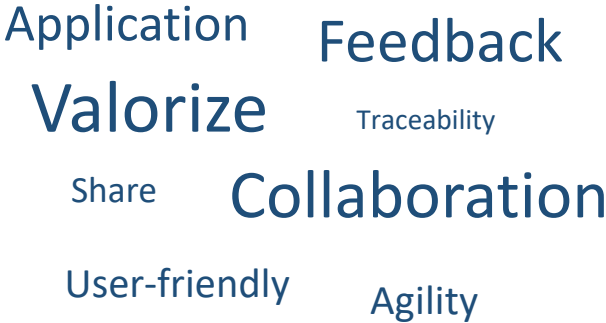 Application
Feedback
Valorize
Traceability
Share
Collaboration
User-friendly
Agility